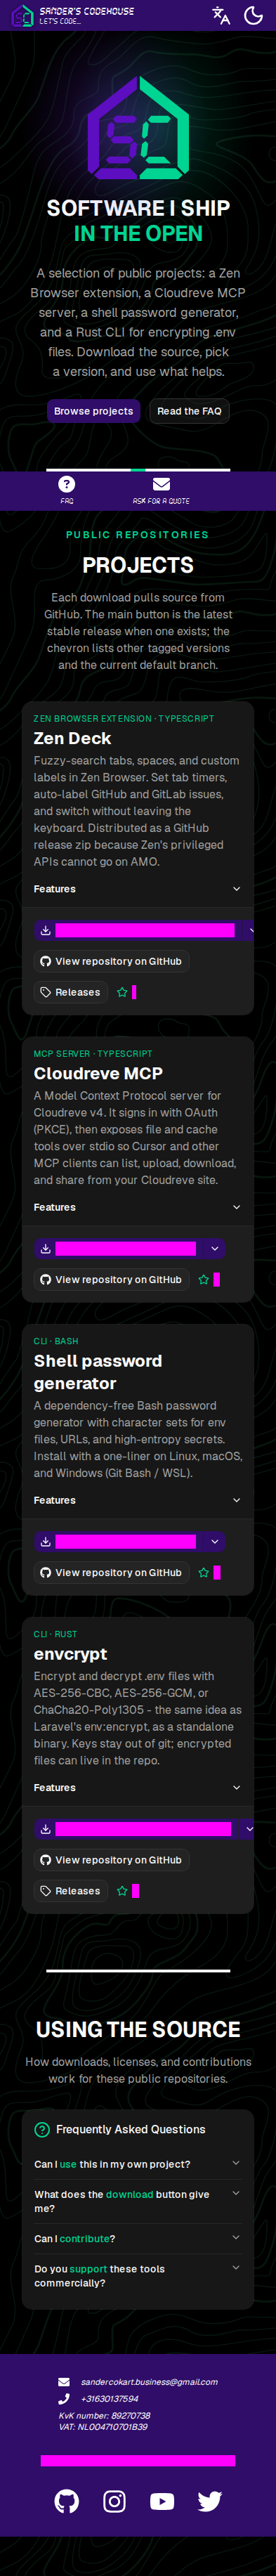 SANDER'S CODEHOUSE
LET'S CODE...
SC
SOFTWARE I SHIP
IN THE OPEN
A selection of public projects: a Zen
Browser extension, a Cloudreve MCP
server, a shell password generator,
and a Rust CLI for encrypting .env
files. Download the source, pick
a version, and use what helps.
Browse projects
Read the FAQ
FAQ
ASK FOR A QUOTE
PUBLIC REPOSITORIES
PROJECTS
Each download pulls source from
GitHub. The main button is the latest
stable release when one exists; the
chevron lists other tagged releases
and the current default branch.
ZEN BROWSER EXTENSION · TYPESCRIPT
Zen Deck
Fuzzy-search tabs, spaces, and custom
labels in Zen Browser. Set tab timers,
auto-label GitHub and GitLab issues,
and switch without leaving the
keyboard. Distributed as a GitHub
release zip because Zen's privileged
APIs cannot go on AMO.
Features
View repository on GitHub
Releases
MCP SERVER · TYPESCRIPT
Cloudreve MCP
A Model Context Protocol server for
Cloudreve v4. It signs in with OAuth
(PKCE), then exposes file and cache
tools over stdio so Cursor and other
MCP clients can list, upload, download,
and share from your Cloudreve site.
Features
View repository on GitHub
CLI · BASH
Shell password
generator
A dependency-free Bash password
generator with character sets for env
files, URLs, and high-entropy secrets.
Install with a one-liner on Linux, macOS,
and Windows (Git Bash / WSL).
Features
View repository on GitHub
CLI · RUST
envcrypt
Encrypt and decrypt .env files with
AES-256-CBC, AES-256-GCM, or
ChaCha20-Poly1305 - the same idea as
Laravel's env:encrypt, as a standalone
binary. Keys stay out of git; encrypted
files can live in the repo.
Features
View repository on GitHub
Releases
USING THE SOURCE
How downloads, licenses, and contributions
work for these public repositories.
Frequently Asked Questions
Can I use this in my own project?
What does the download button give
me?
Can I contribute?
Do you support these tools
commercially?
sandercokart.business@gmail.com
+31630137594
KvK number: 89270738
VAT: NL004710701B39